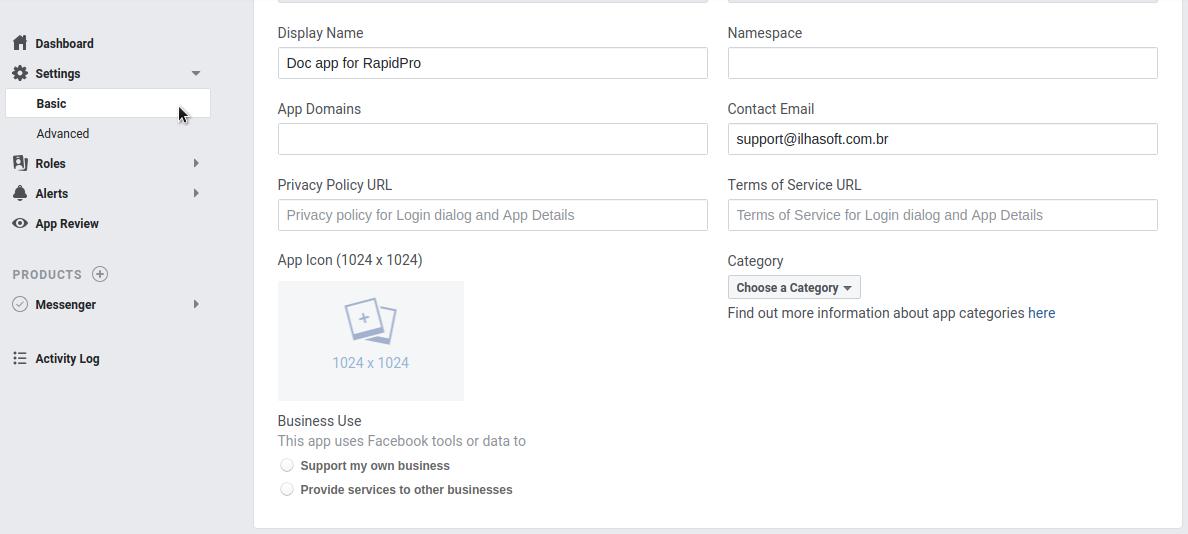 Dashboard
Settings
Basic
Advanced
Roles
Alerts
App Review
PRODUCTS
Messenger
Activity Log
Display Name
Doc app for RapidPro
Namespace
App Domains
Contact Email
support@ilhasoft.com.br
Privacy Policy URL
Privacy policy for Login dialog and App Details
Terms of Service URL
Terms of Service for Login dialog and App Details
App Icon (1024 x 1024)
1024 x 1024
Category
Choose a Category
Find out more information about app categories here
Business Use
This app uses Facebook tools or data to
Support my own business
Provide services to other businesses